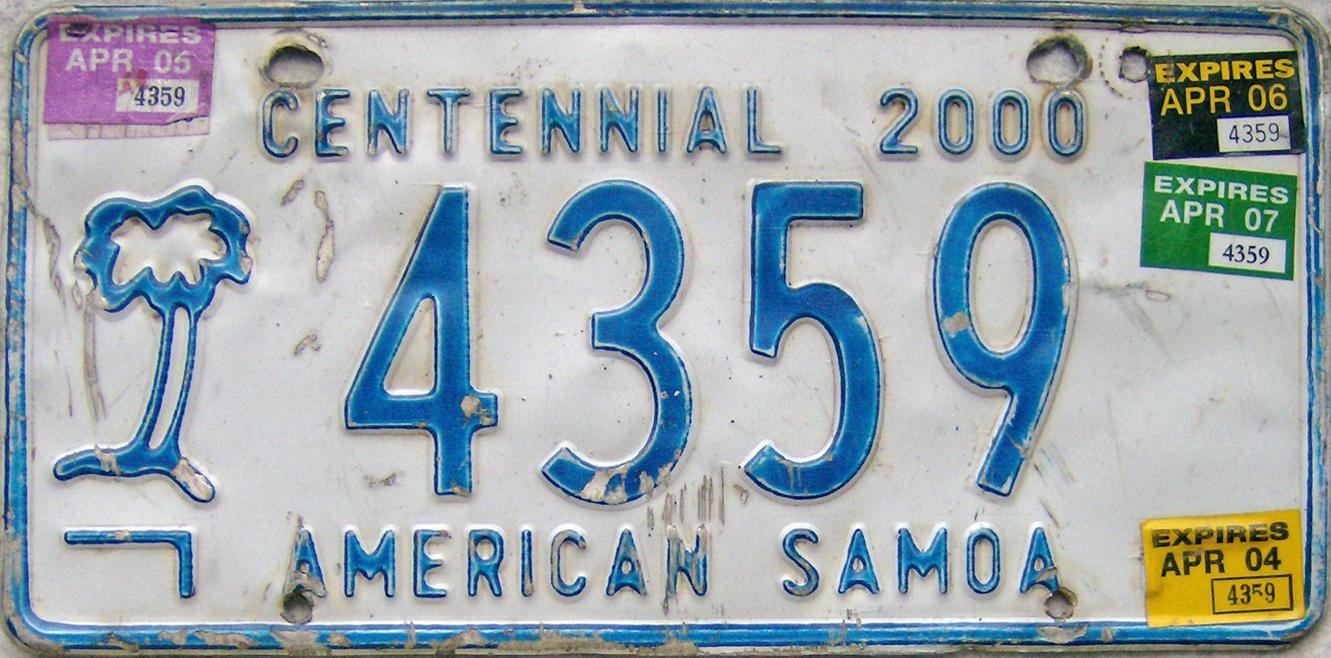 EXPIRES
APR 05
4359
CENTENNIAL 2000
EXPIRES
APR 06
4359
EXPIRES
APR 07
4359
4359
AMERICAN SAMOA
EXPIRES
APR 04
4359